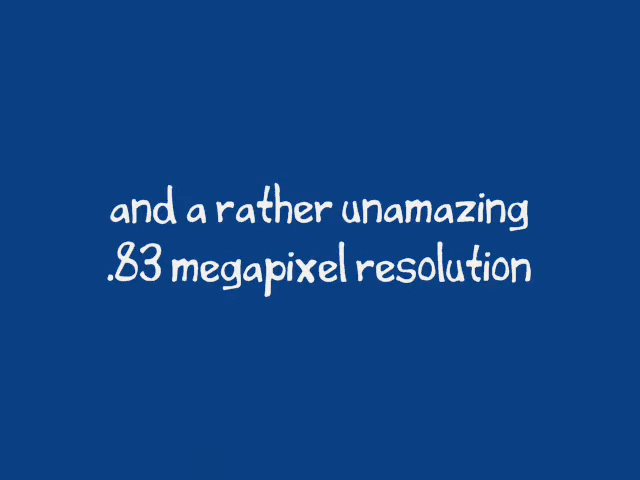 and a rather unamazing
.83 megapixel resolution